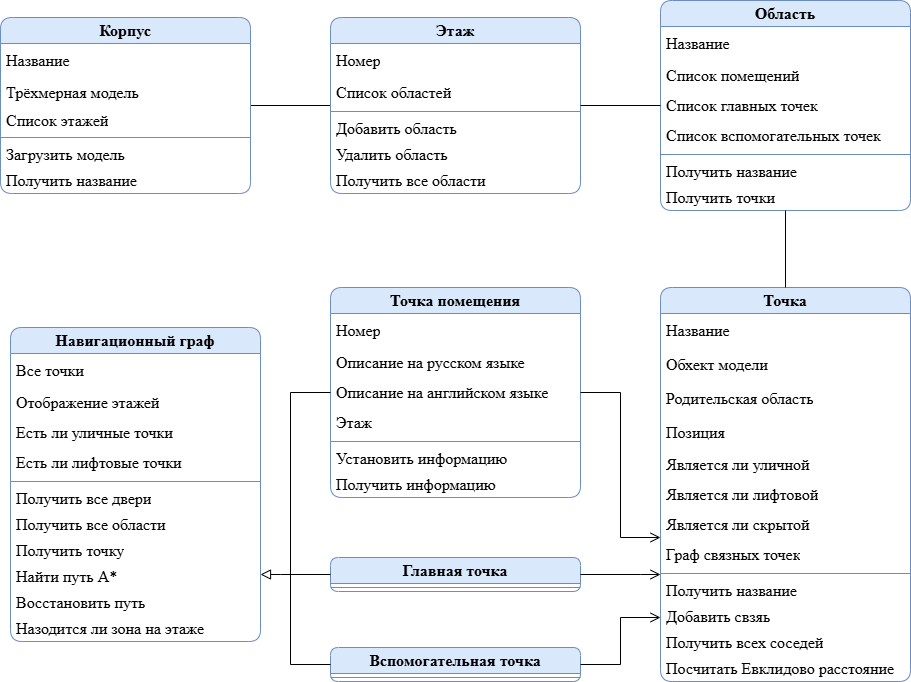 Корпус
Название
Трёхмерная модель
Список этажей
Загрузить модель
Получить название
Этаж
Номер
Список областей
Добавить область
Удалить область
Получить все области
Область
Название
Список помещений
Список главных точек
Список вспомогательных точек
Получить название
Получить точки
Навигационный граф
Все точки
Отображение этажей
Есть ли уличные точки
Есть ли лифтовые точки
Получить все двери
Получить все области
Получить точку
Найти путь А*
Восстановить путь
Назодится ли зона на этаже
Точка помещения
Номер
Описание на русском языке
Описание на английском языке
Этаж
Установить информацию
Получить информацию
Главная точка
Вспомогательная точка
Точка
Название
Обхект модели
Родительская область
Позиция
Является ли уличной
Является ли лифтовой
Является ли скрытой
Граф связных точек
Получить название
Добавить свзяь
Получить всех соседей
Посчитать Евклидово расстояние